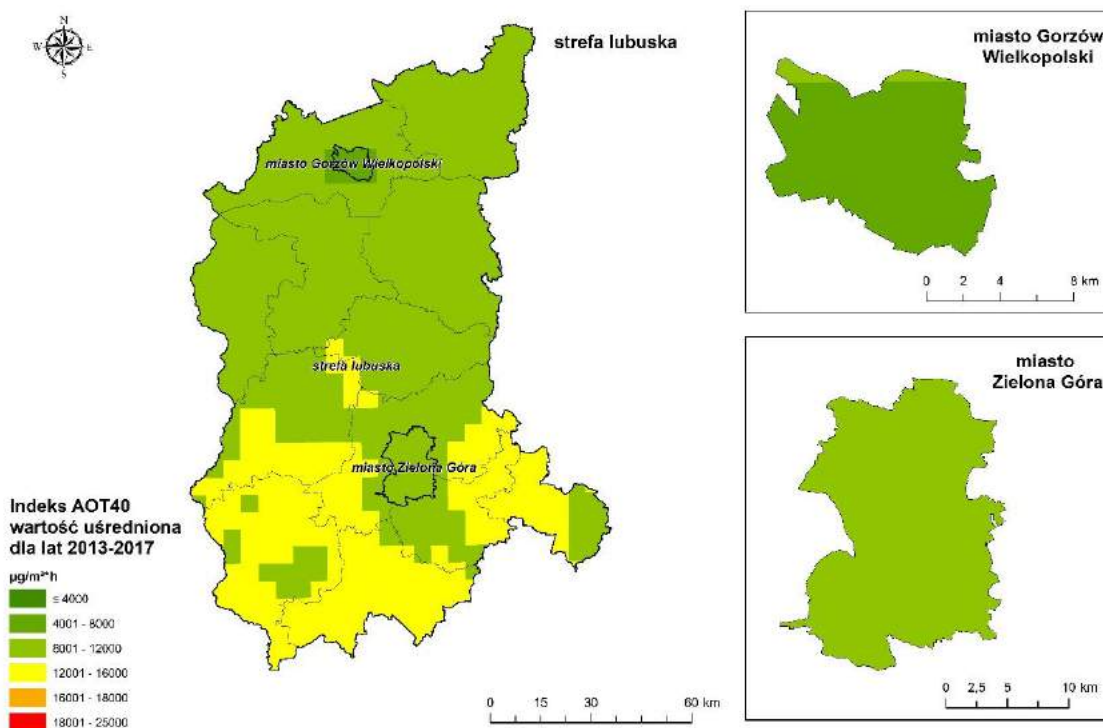 N
W E
S
strefa lubuska
miasto Gorzów Wielkopolski
strefa lubuska
miasto Zielona Góra
Indeks AOT40
wartość uśredniona
dla lat 2013-2017
µg/m³*h
≤ 4000
4001 - 8000
8001 - 12000
12001 - 16000
16001 - 18000
18001 - 25000
0 15 30 60 km
miasto Gorzów
Wielkopolski
0 2 4 8 km
miasto
Zielona Góra
0 2,5 5 10 km